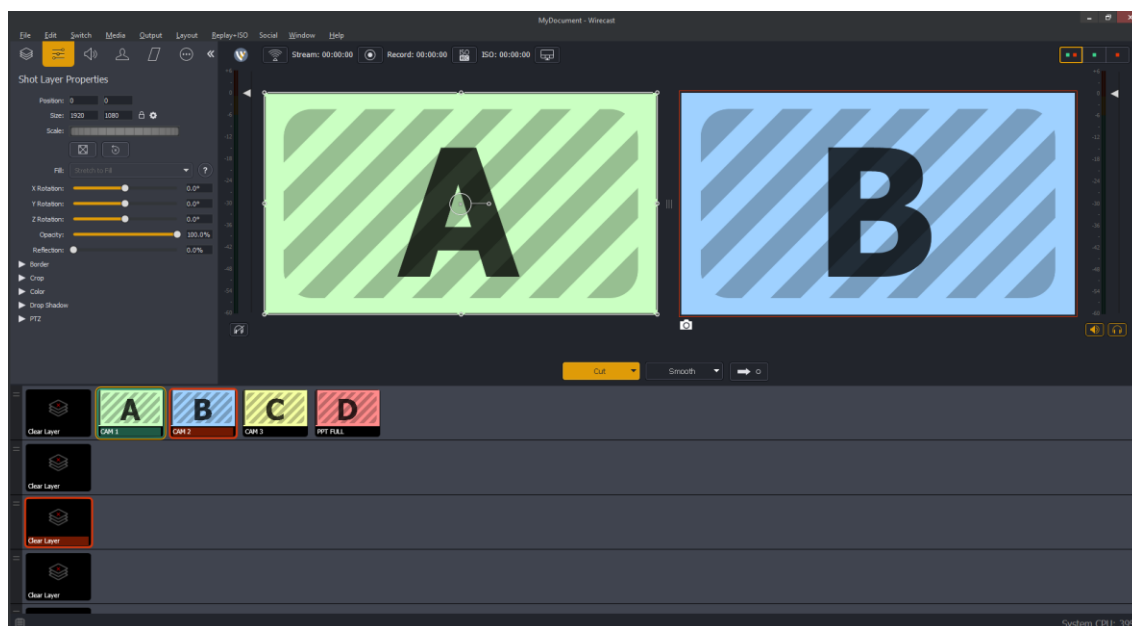 MyDocument - Wirecast
File Edit Switch Media Output Layout Replay+ISO Social Window Help
Stream: 00:00:00 Record: 00:00:00 ISO: 00:00:00
Shot Layer Properties
Position: 0 0
Size: 1920 1080
Scale:
Fill: Stretch to Fill ?
X Rotation: 0.0°
Y Rotation: 0.0°
Z Rotation: 0.0°
Opacity: 100.0%
Reflection: 0.0%
Border
Crop
Color
Drop Shadow
PTZ
A B
Cut Smooth
A B C D
Clear Layer CAM 1 CAM 2 CAM 3 PPT FULL
Clear Layer
Clear Layer
Clear Layer